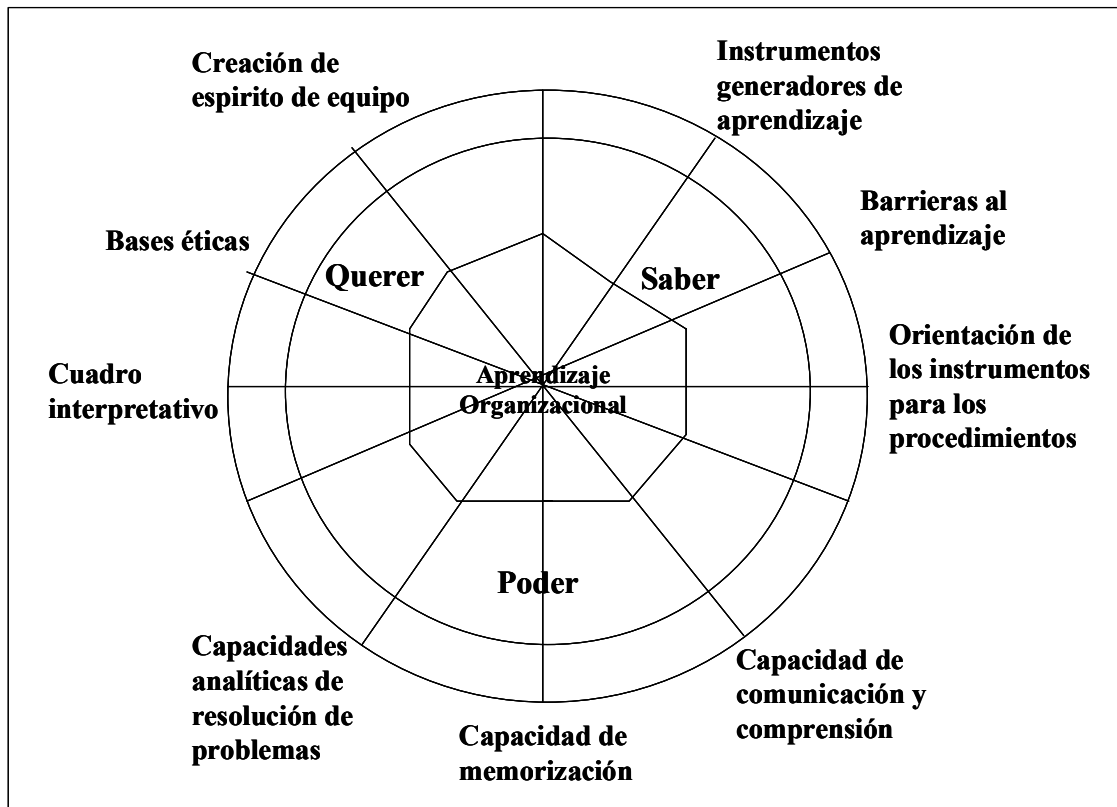 Creación de
espirito de equipo
Instrumentos
generadores de
aprendizaje
Bases éticas
Barrieras al
aprendizaje
Querer
Saber
Cuadro
interpretativo
Aprendizaje
Organizacional
Orientación de
los instrumentos
para los
procedimientos
Poder
Capacidades
analíticas de
resolución de
problemas
Capacidad de
memorización
Capacidad de
comunicación y
comprensión